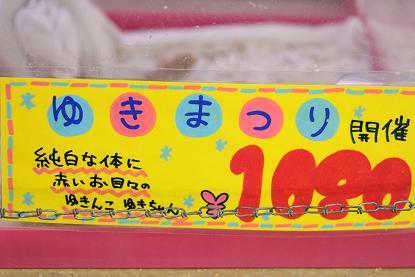 ゆきまつり開催
純白な体に
赤いお目々の
ゆきんこ ゆきちゃん
1080